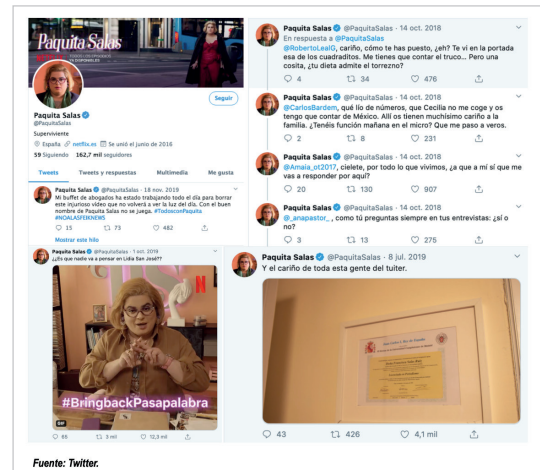 Paquita Salas
NETFLIX
Paquita Salas
@PaquitaSalas
Seguir
Superviviente
España netflix.es Se unió el junio de 2016
59 Siguiendo 162,7 mil seguidores
Tweets Tweets y respuestas Multimedia Me gusta
Paquita Salas @PaquitaSalas · 18 nov. 2019
Mi buffet de abogados ha estado trabajando todo el día para borrar
este injurioso video que no volverá a ver la luz del día. Con el buen
nombre de Paquita Salas no se juega. #TodosconPaquita
#NOALASFEIKNEWS
15 73 482
Mostrar este hilo
Paquita Salas @PaquitaSalas · 1 oct. 2019
¿¿Es que nadie va a pensar en Lidia San José??
N
#BringbackPasapalabra
GIF
65 3 mil 12,3 mil
Paquita Salas @PaquitaSalas · 14 oct. 2018
En respuesta a @PaquitaSalas
@RobertoLealG, cariño, cómo te has puesto, ¿eh? Te vi en la portada
esa de los cuadraditos. Me tienes que contar el truco... Pero una
cosita, ¿tu dieta admite el torrezno?
4 34 476
Paquita Salas @PaquitaSalas · 14 oct. 2018
@CarlosBardem, qué lío de números, que Cecilia no me coge y os
tengo que contar de México. Allí os tienen muchísimo cariño a la
familia. ¿Tenéis función mañana en el micro? Que me paso a veros.
2 8 231
Paquita Salas @PaquitaSalas · 14 oct. 2018
@Amaia_ot2017, cielete, por todo lo que vivimos, ¿a que a mí sí que me
vas a responder por aquí?
20 130 907
Paquita Salas @PaquitaSalas · 14 oct. 2018
@_anapastor_ , como tú preguntas siempre en tus entrevistas: ¿sí o
no?
3 13 275
Paquita Salas @PaquitaSalas · 8 jul. 2019
Y el cariño de toda esta gente del tuiter.
43 426 4,1 mil
Fuente: Twitter.